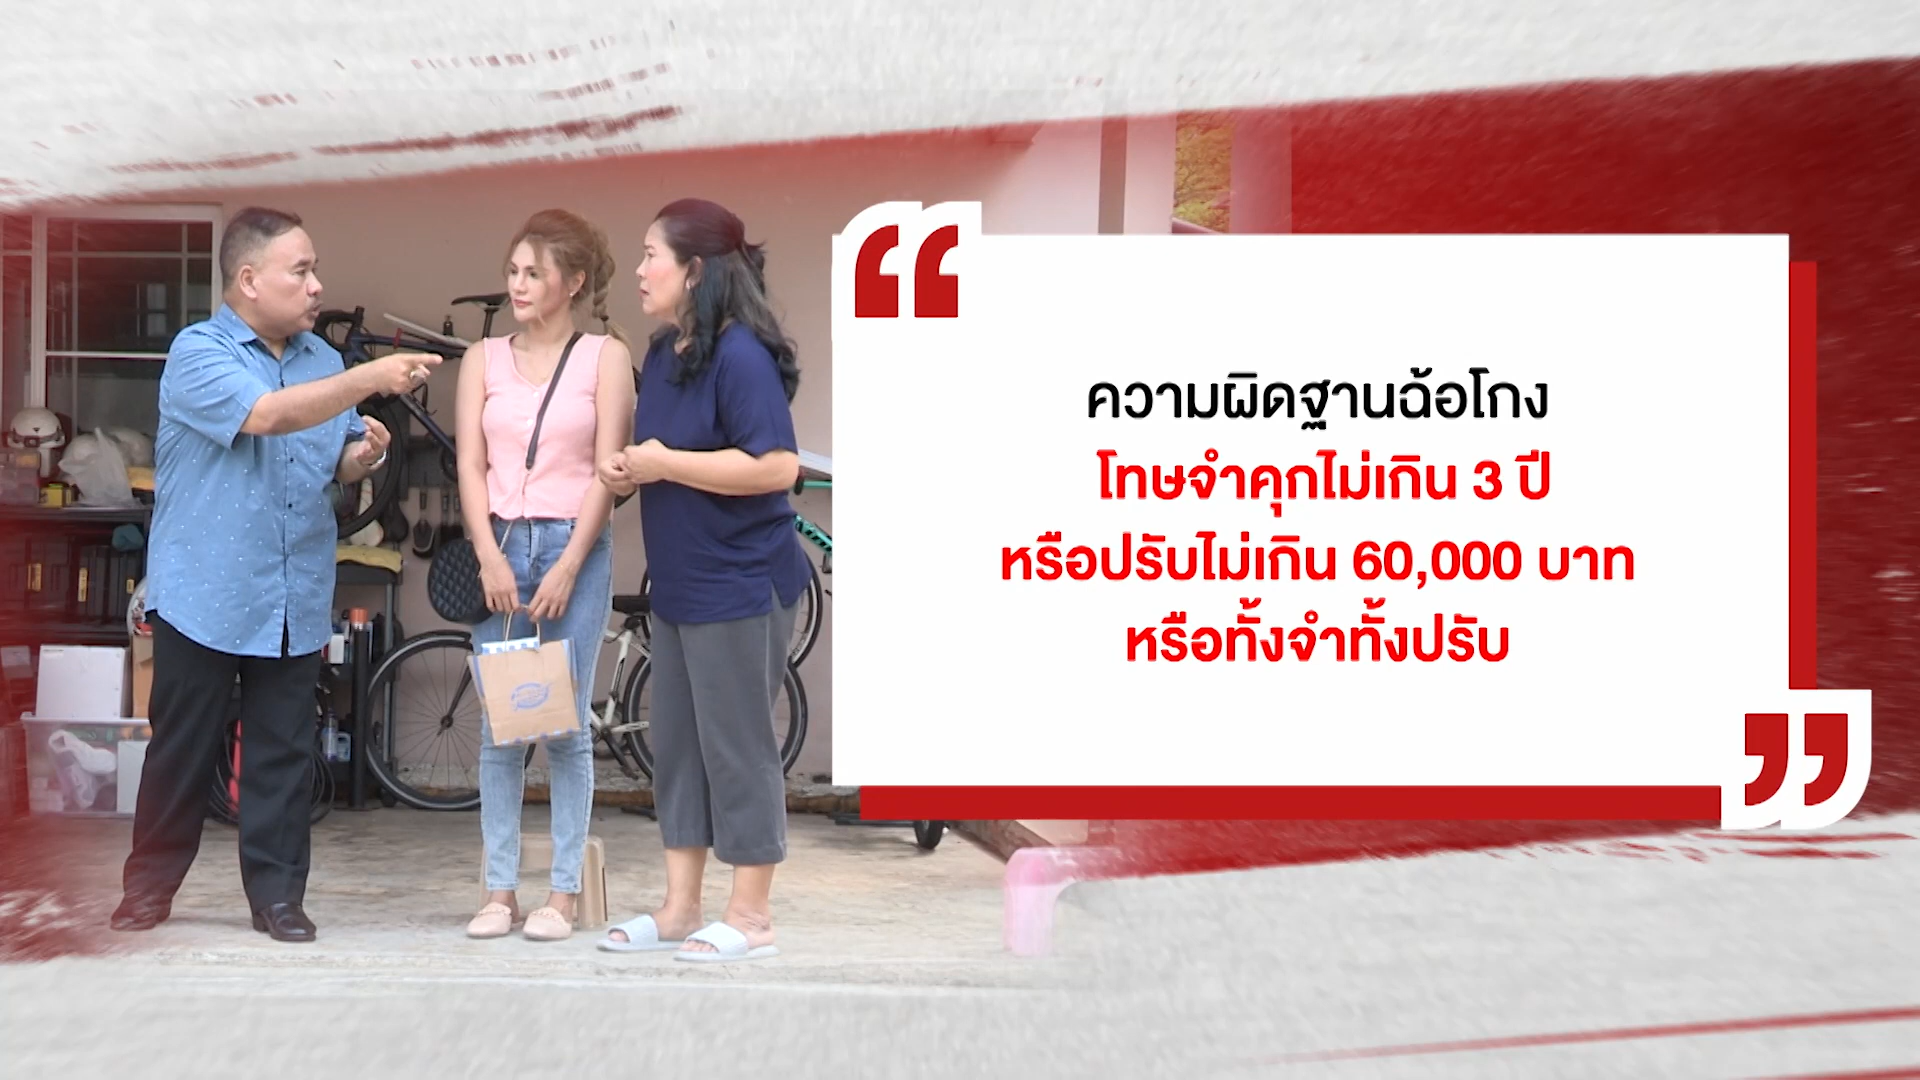 ความผิดฐานฉ้อโกง
โทษจำคุกไม่เกิน 3 ปี
หรือปรับไม่เกิน 60,000 บาท
หรือทั้งจำทั้งปรับ